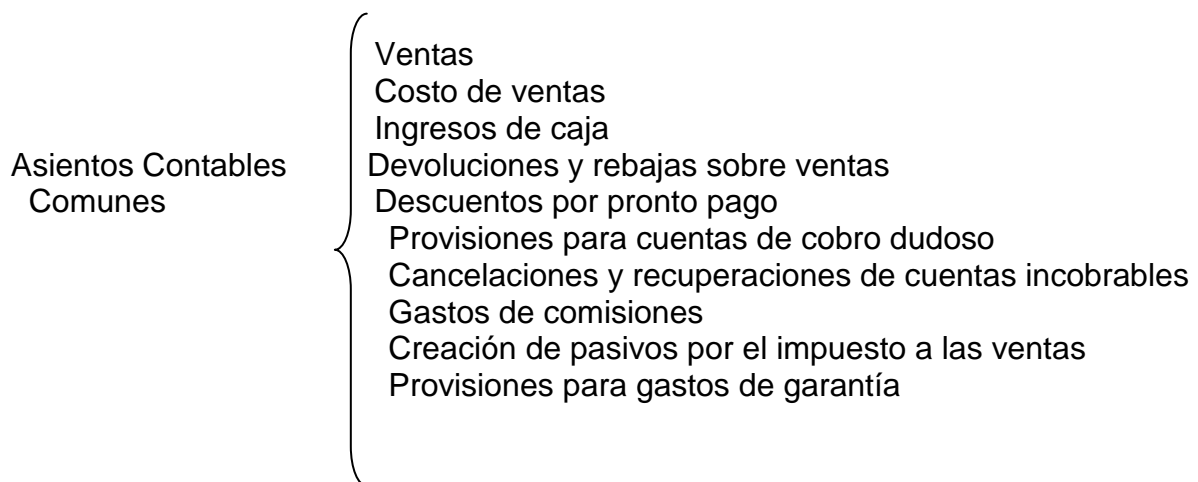 Ventas
Costo de ventas
Ingresos de caja
Asientos Contables
Comunes
Devoluciones y rebajas sobre ventas
Descuentos por pronto pago
Provisiones para cuentas de cobro dudoso
Cancelaciones y recuperaciones de cuentas incobrables
Gastos de comisiones
Creación de pasivos por el impuesto a las ventas
Provisiones para gastos de garantía